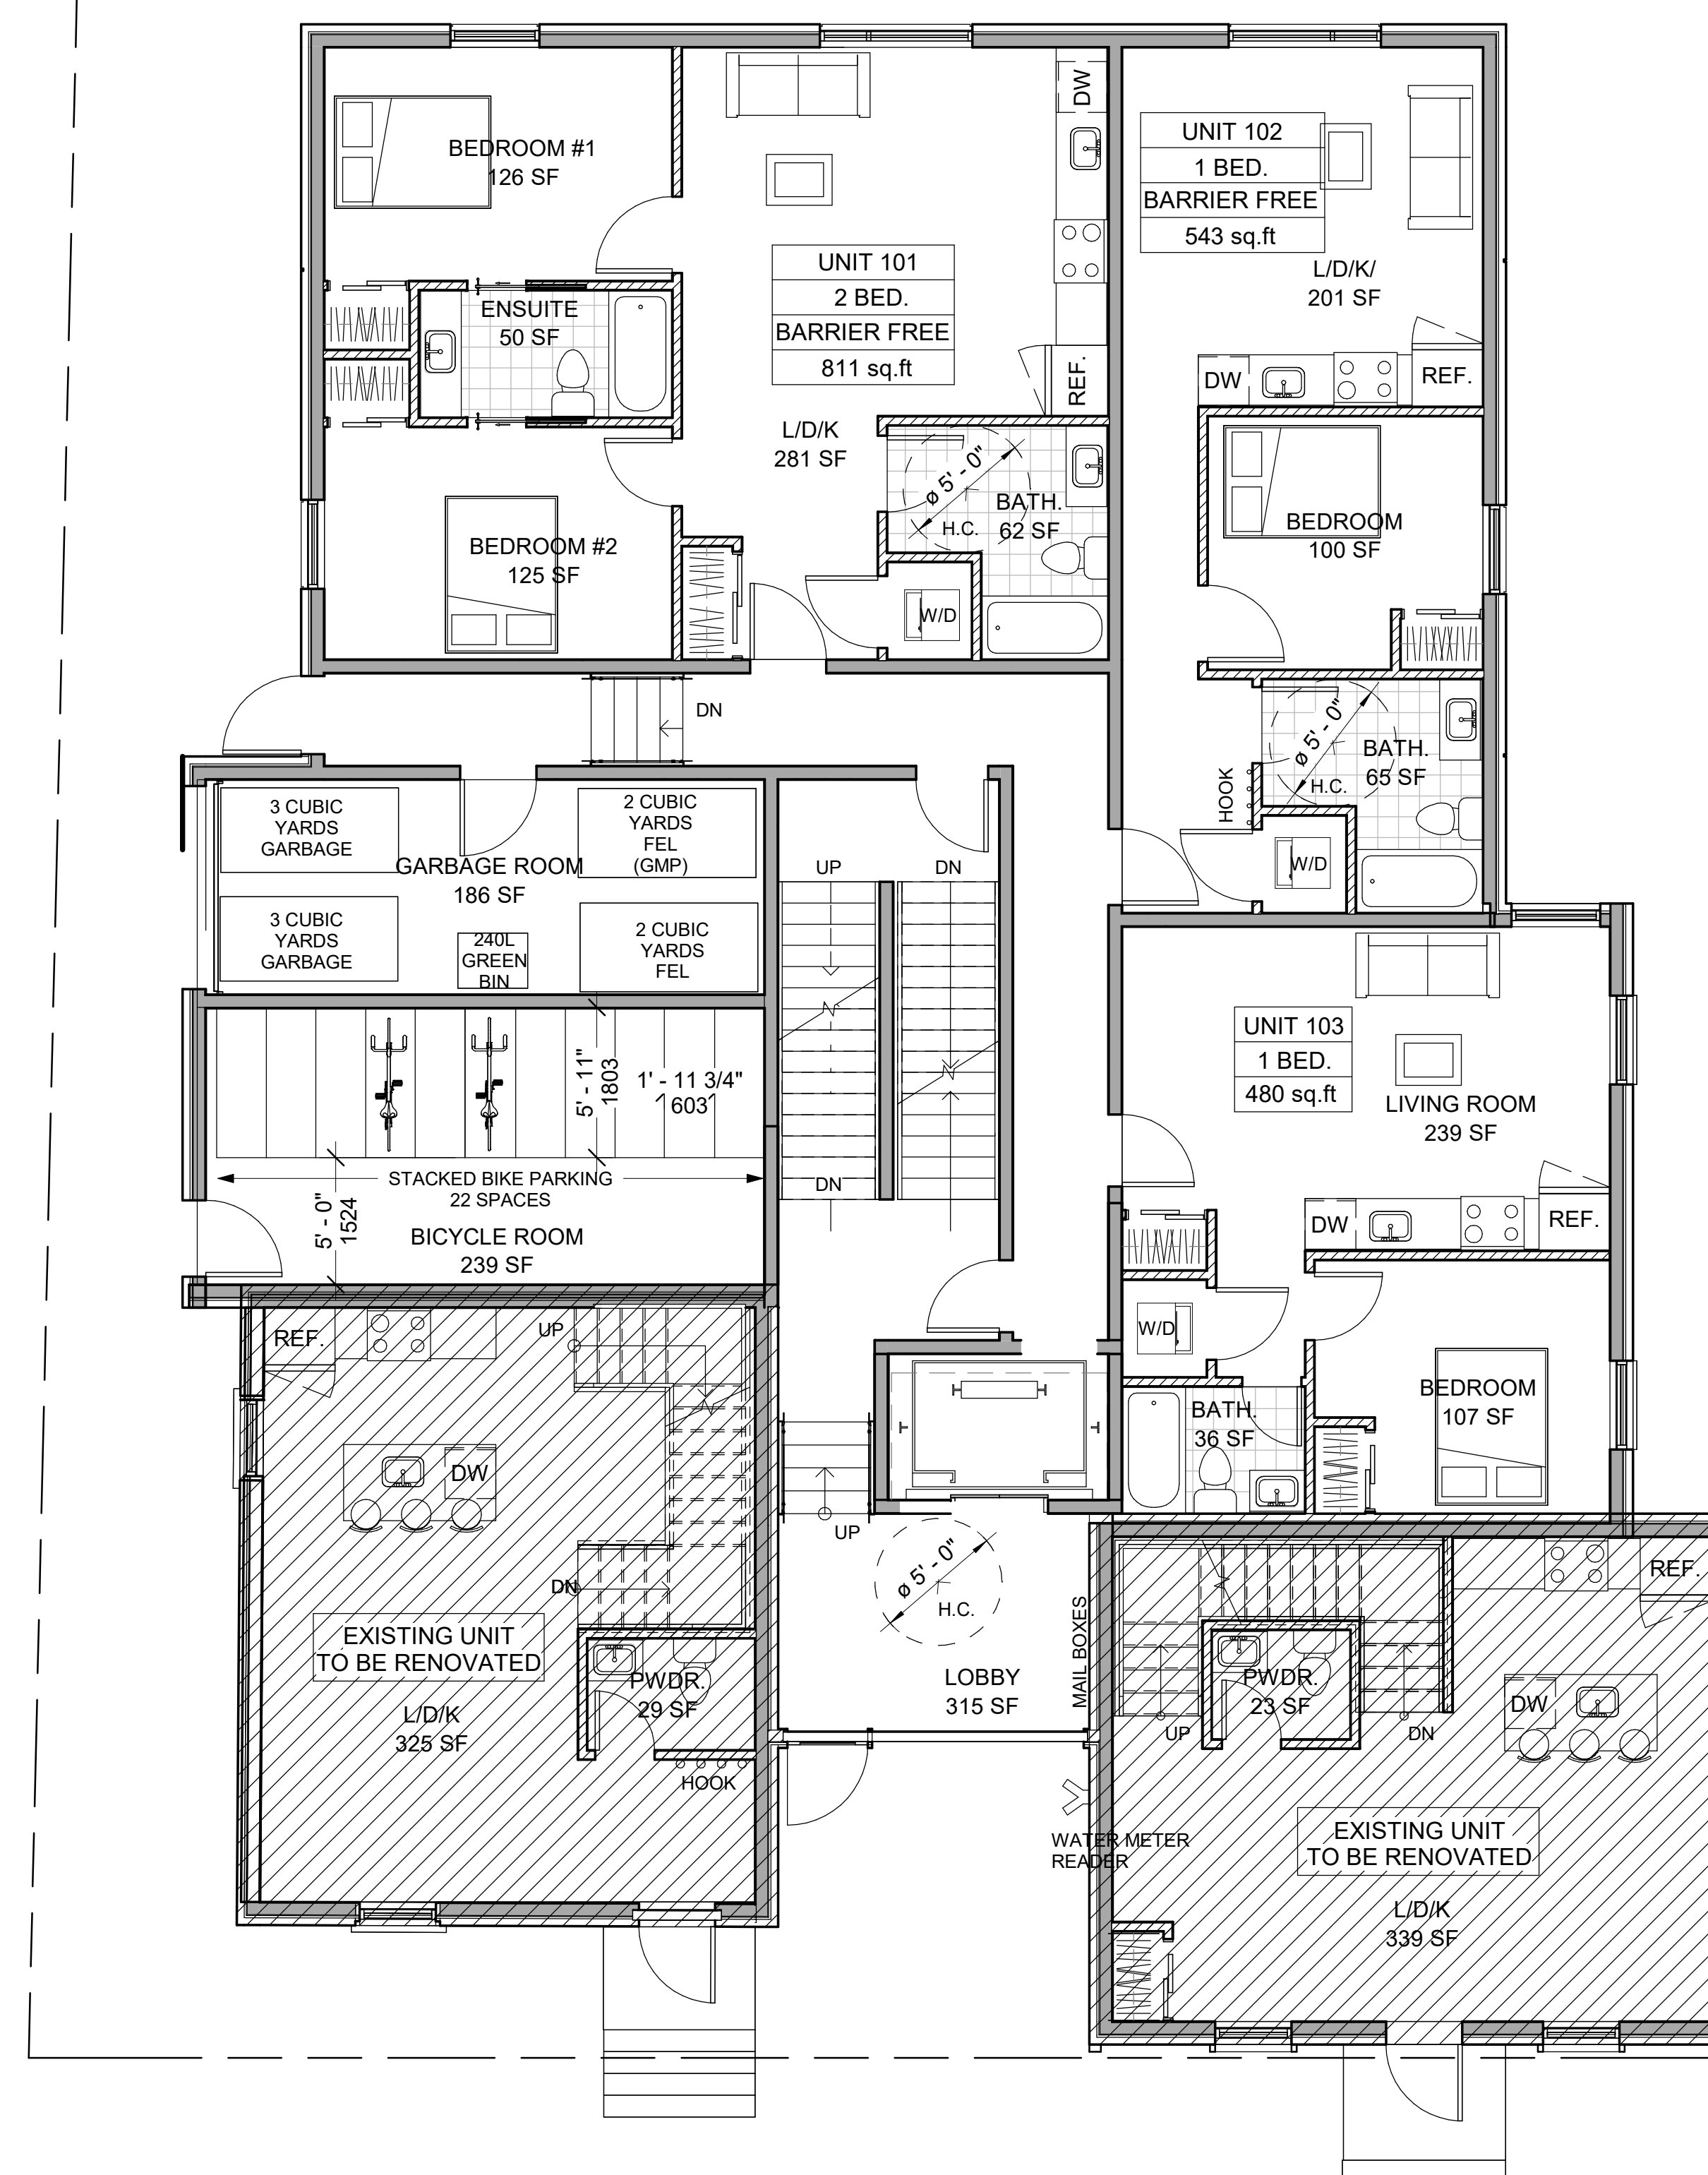 BEDROOM #1
126 SF
ENSUITE
50 SF
BEDROOM #2
125 SF
UNIT 101
2 BED.
BARRIER FREE
811 sq.ft
L/D/K
281 SF
DW
REF.
ø 5' - 0"
H.C.
BATH.
62 SF
W/D
UNIT 102
1 BED.
BARRIER FREE
543 sq.ft
L/D/K/
201 SF
DW
REF.
BEDROOM
100 SF
ø 5' - 0"
H.C.
BATH.
65 SF
HOOK
W/D
DN
3 CUBIC
YARDS
GARBAGE
2 CUBIC
YARDS
FEL
(GMP)
GARBAGE ROOM
186 SF
3 CUBIC
YARDS
GARBAGE
240L
GREEN
BIN
2 CUBIC
YARDS
FEL
UP
DN
DN
5' - 11"
1803
1' - 11 3/4"
603
STACKED BIKE PARKING
22 SPACES
5' - 0"
1524
BICYCLE ROOM
239 SF
UNIT 103
1 BED.
480 sq.ft
LIVING ROOM
239 SF
DW
REF.
W/D
BATH.
36 SF
BEDROOM
107 SF
REF.
UP
DW
DN
EXISTING UNIT
TO BE RENOVATED
L/D/K
325 SF
PWDR.
29 SF
HOOK
UP
ø 5' - 0"
H.C.
LOBBY
315 SF
MAIL BOXES
WATER METER
READER
REF.
PWDR.
23 SF
UP
DN
DW
EXISTING UNIT
TO BE RENOVATED
L/D/K
339 SF